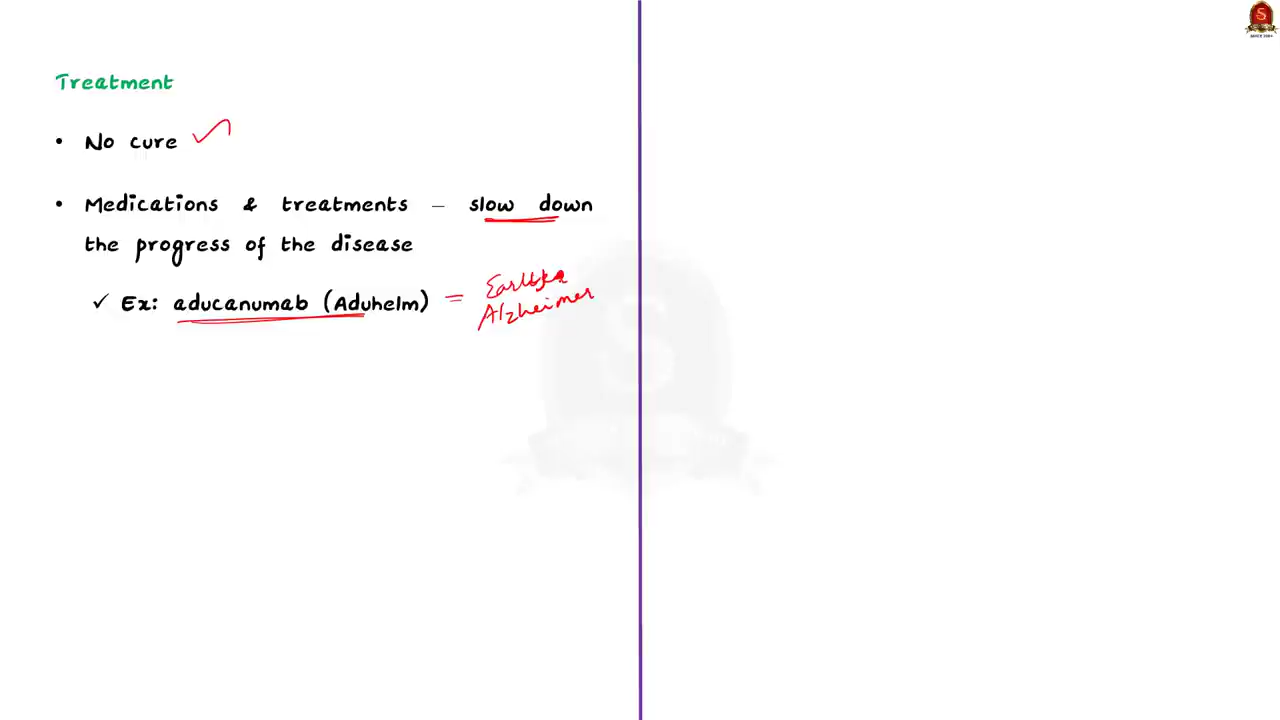 Treatment
• No cure
• Medications & treatments – slow down
the progress of the disease
✓ Ex: aducanumab (Aduhelm) =
Alzheimer
S